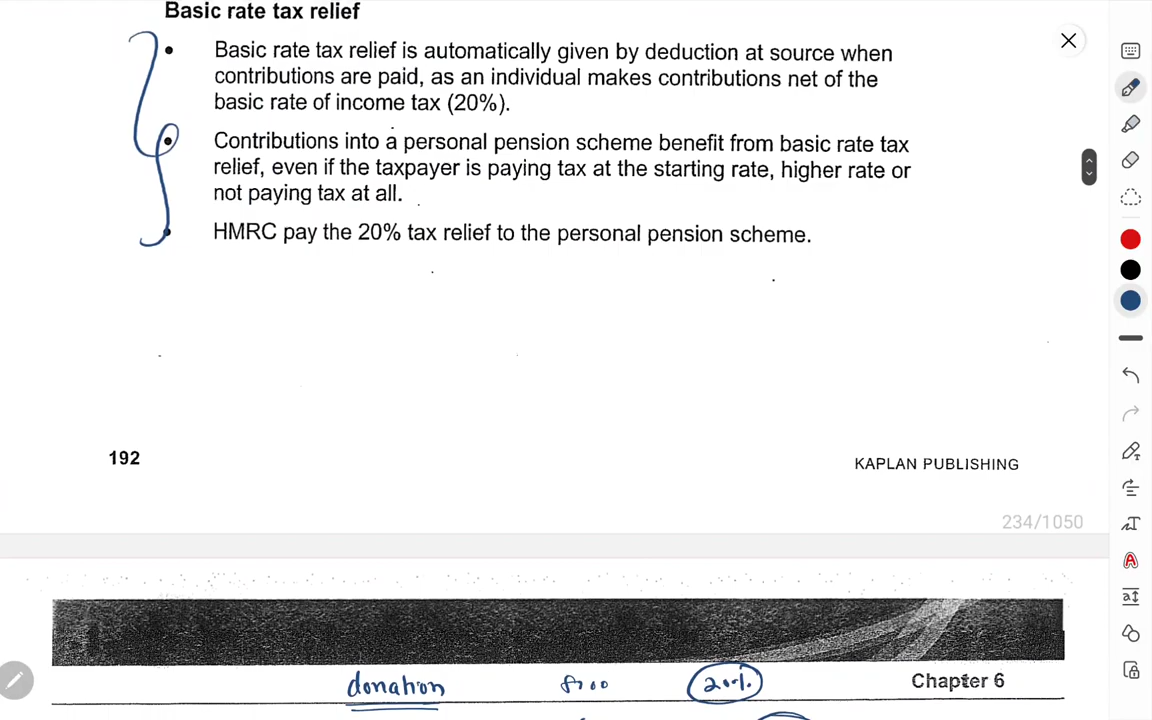 Basic rate tax relief
• Basic rate tax relief is automatically given by deduction at source when
contributions are paid, as an individual makes contributions net of the
basic rate of income tax (20%).
• Contributions into a personal pension scheme benefit from basic rate tax
relief, even if the taxpayer is paying tax at the starting rate, higher rate or
not paying tax at all.
• HMRC pay the 20% tax relief to the personal pension scheme.
192
KAPLAN PUBLISHING
234/1050
donation 20%
Chapter 6